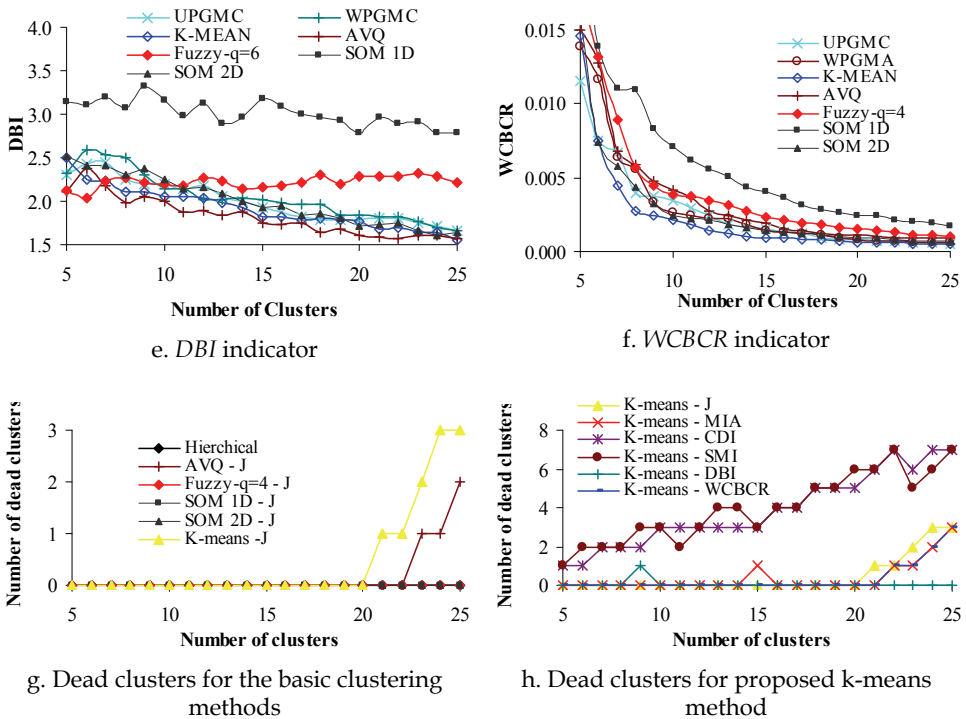 UPGMC
WPGMC
K-MEAN
AVQ
Fuzzy-q=6
SOM 1D
SOM 2D
4.0
3.5
3.0
2.5
2.0
1.5
DBI
5
10
15
20
25
Number of Clusters
e. DBI indicator
UPGMC
WPGMA
K-MEAN
AVQ
Fuzzy-q=4
SOM 1D
SOM 2D
0.015
0.010
0.005
0.000
WCBCR
5
10
15
20
25
Number of Clusters
f. WCBCR indicator
Hierchical
AVQ - J
Fuzzy-q=4 - J
SOM 1D - J
SOM 2D - J
K-means -J
3
2
1
0
Number of dead clusters
5
10
15
20
25
Number of clusters
g. Dead clusters for the basic clustering
methods
K-means - J
K-means - MIA
K-means - CDI
K-means - SMI
K-means - DBI
K-means - WCBCR
8
6
4
2
0
Number of dead clusters
5
10
15
20
25
Number of clusters
h. Dead clusters for proposed k-means
method